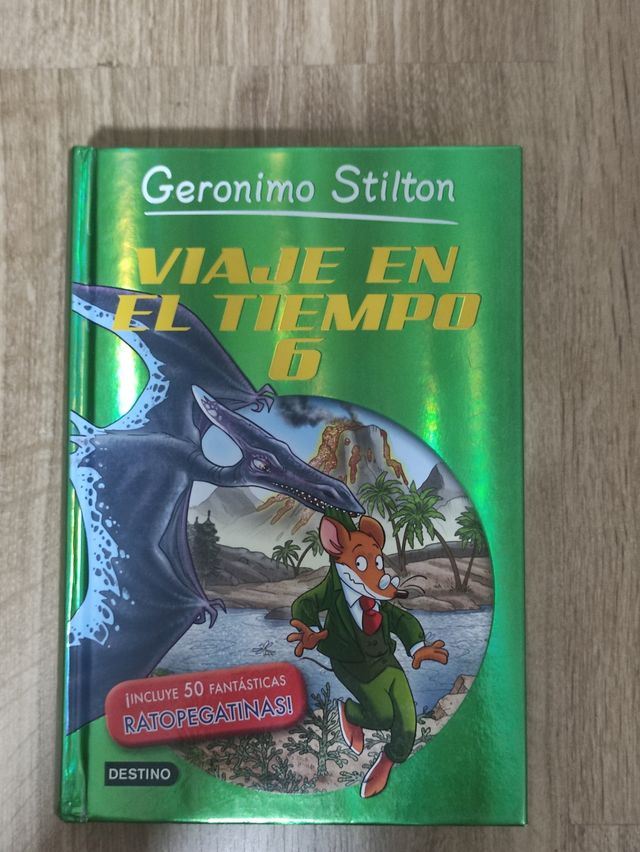 Geronimo Stilton
VIAJE EN
EL TIEMPO
6
¡INCLUYE 50 FANTÁSTICAS
RATOPEGATINAS!
DESTINO